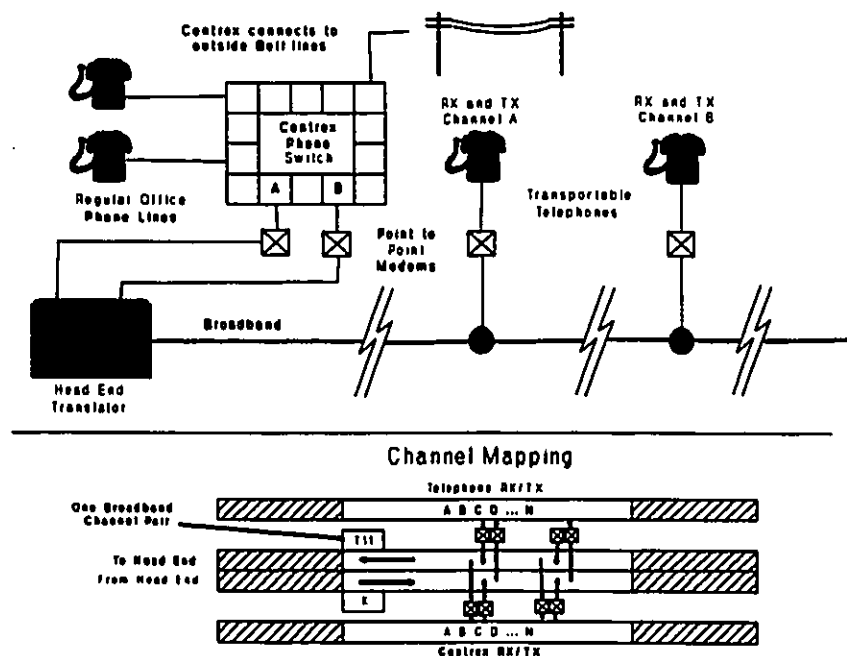 Centrex connects to
outside Bell lines
RX and TX
Channel A
RX and TX
Channel B
Centrex
Phone
Switch
A
B
Regular Office
Phone Lines
Transportable
Telephones
Point to
Point
Modems
Broadband
Head End
Translator
Channel Mapping
Telephone RX/TX
A B C D ... N
One Broadband
Channel Pair
T11
To Head End
From Head End
K
A B C D ... N
Centrex RX/TX